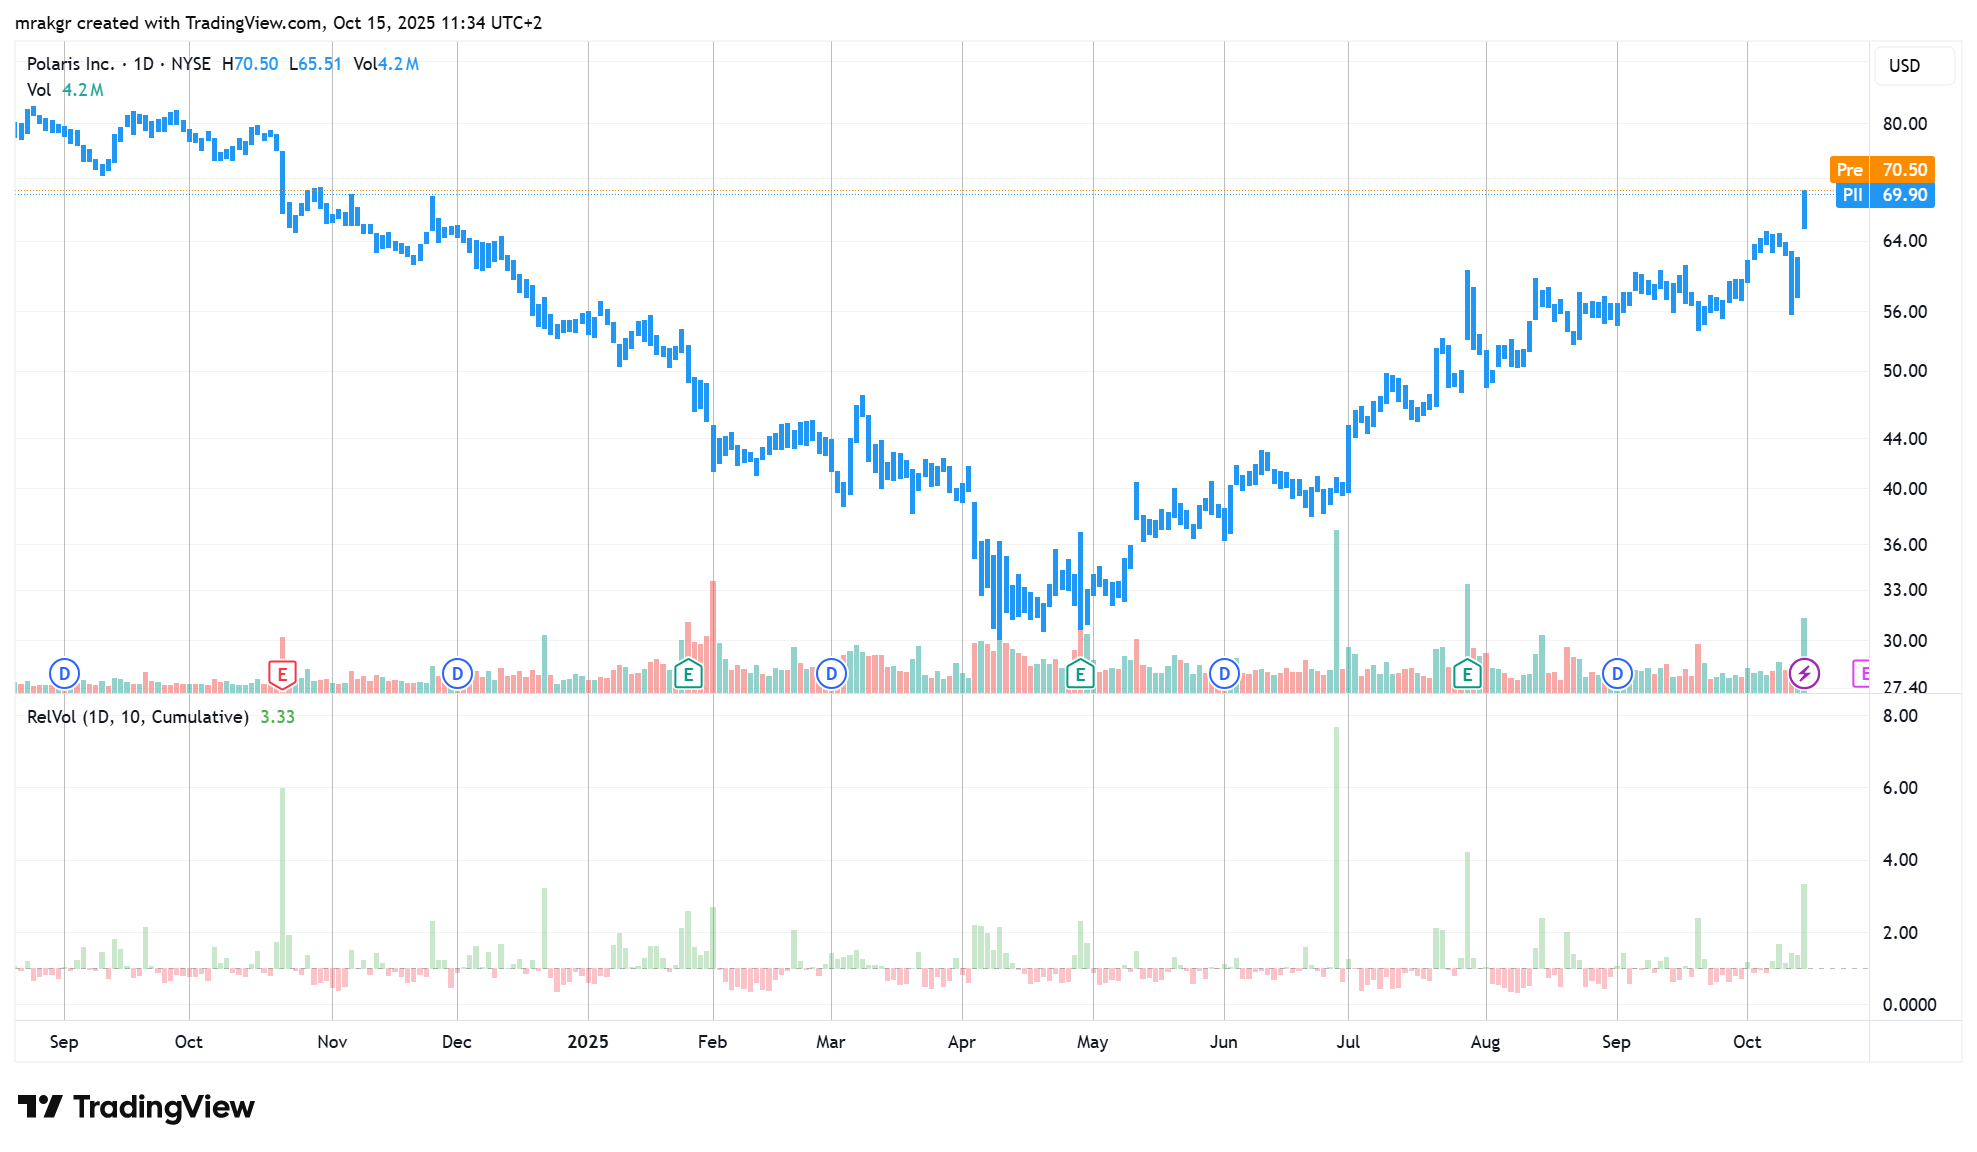 mrakgr created with TradingView.com, Oct 15, 2025 11:34 UTC+2
Polaris Inc. · 1D · NYSE H70.50 L65.51 Vol4.2 M
Vol 4.2 M
USD
80.00
Pre 70.50
PII 69.90
64.00
56.00
50.00
44.00
40.00
36.00
33.00
30.00
27.40
D E D E D E D E D E
RelVol (1D, 10, Cumulative) 3.33
8.00
6.00
4.00
2.00
0.0000
Sep Oct Nov Dec 2025 Feb Mar Apr May Jun Jul Aug Sep Oct
TradingView